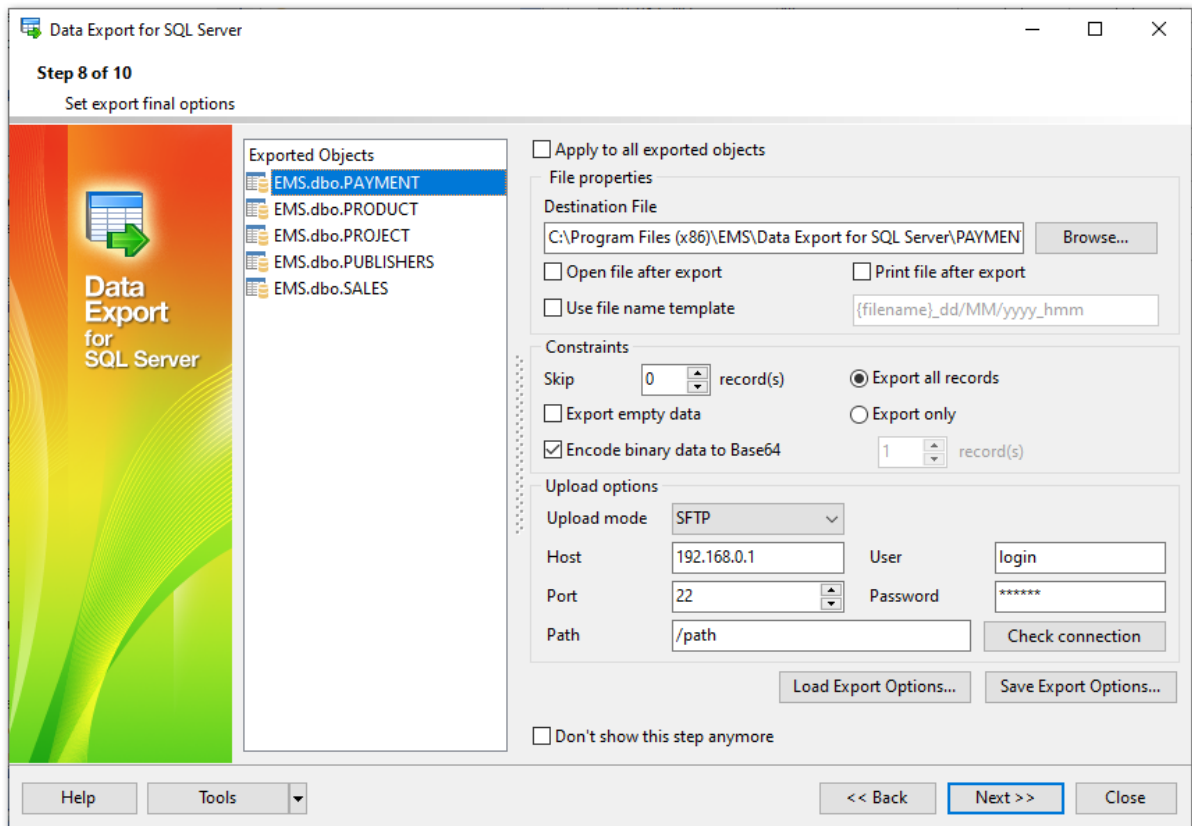 Data Export for SQL Server
Step 8 of 10
Set export final options
Data
Export
for
SQL Server
Exported Objects
EMS.dbo.PAYMENT
EMS.dbo.PRODUCT
EMS.dbo.PROJECT
EMS.dbo.PUBLISHERS
EMS.dbo.SALES
Apply to all exported objects
File properties
Destination File
C:\Program Files (x86)\EMS\Data Export for SQL Server\PAYMENT Browse...
Open file after export Print file after export
Use file name template {filename}_dd/MM/yyyy_hmm
Constraints
Skip 0 record(s) Export all records
Export empty data Export only
Encode binary data to Base64 1 record(s)
Upload options
Upload mode SFTP
Host 192.168.0.1 User login
Port 22 Password ******
Path /path Check connection
Load Export Options... Save Export Options...
Don't show this step anymore
Help Tools << Back Next >> Close